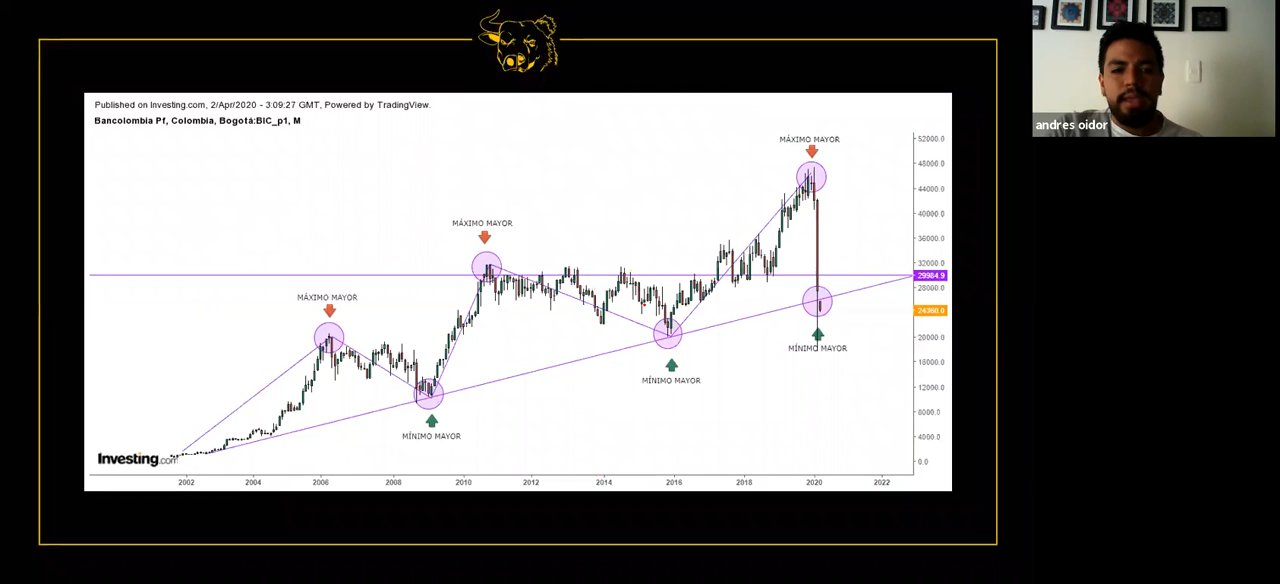 Published on Investing.com, 2/Apr/2020 - 3:09:27 GMT, Powered by TradingView.
Bancolombia Pf, Colombia, Bogotá:BIC_p1, M
andres oidor
MÁXIMO MAYOR
MÁXIMO MAYOR
MÁXIMO MAYOR
MÍNIMO MAYOR
MÍNIMO MAYOR
MÍNIMO MAYOR
52000.0
48000.0
44000.0
40000.0
36000.0
32000.0
29984.9
28000.0
24360.0
20000.0
16000.0
12000.0
8000.0
4000.0
0.0
Investing.com
2002 2004 2006 2008 2010 2012 2014 2016 2018 2020 2022